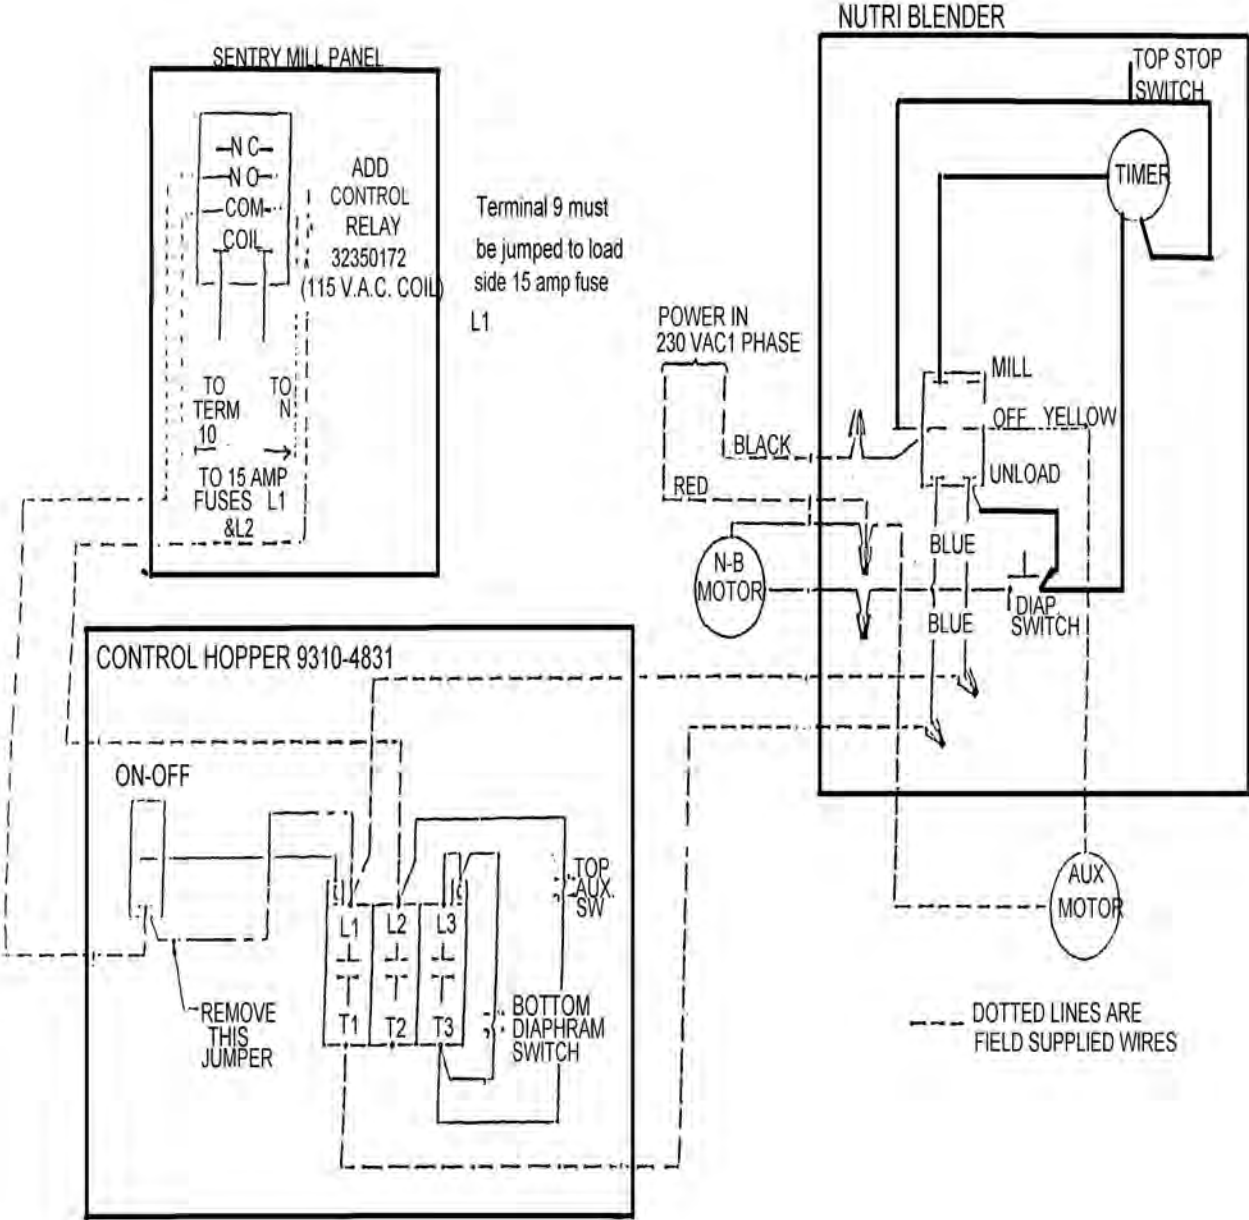 NUTRI BLENDER
SENTRY MILL PANEL
TOP STOP
SWITCH
N C
N O
COM
COIL
ADD
CONTROL
RELAY
32350172
(115 V.A.C. COIL)
Terminal 9 must
be jumped to load
side 15 amp fuse
L1
TIMER
POWER IN
230 VAC1 PHASE
TO
TERM
10
TO
N
TO 15 AMP
FUSES L1
&L2
MILL
OFF YELLOW
UNLOAD
BLACK
RED
N-B
MOTOR
BLUE
BLUE
DIAP.
SWITCH
CONTROL HOPPER 9310-4831
ON-OFF
TOP
AUX.
SW
L1 L2 L3
T1 T2 T3
REMOVE
THIS
JUMPER
BOTTOM
DIAPHRAM
SWITCH
AUX
MOTOR
DOTTED LINES ARE
FIELD SUPPLIED WIRES